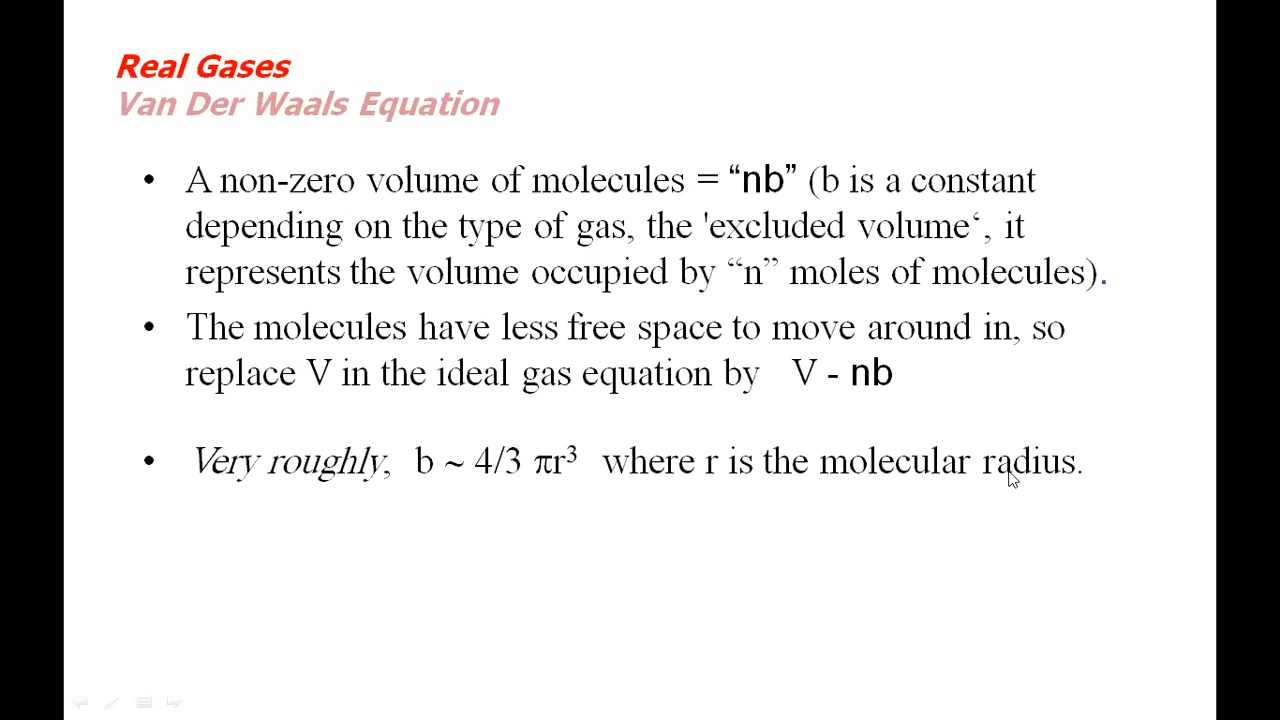 Real Gases
Van Der Waals Equation
• A non-zero volume of molecules = “nb” (b is a constant
depending on the type of gas, the 'excluded volume‘, it
represents the volume occupied by “n” moles of molecules).
• The molecules have less free space to move around in, so
replace V in the ideal gas equation by V - nb
• Very roughly, b ~ 4/3 πr³ where r is the molecular radius.